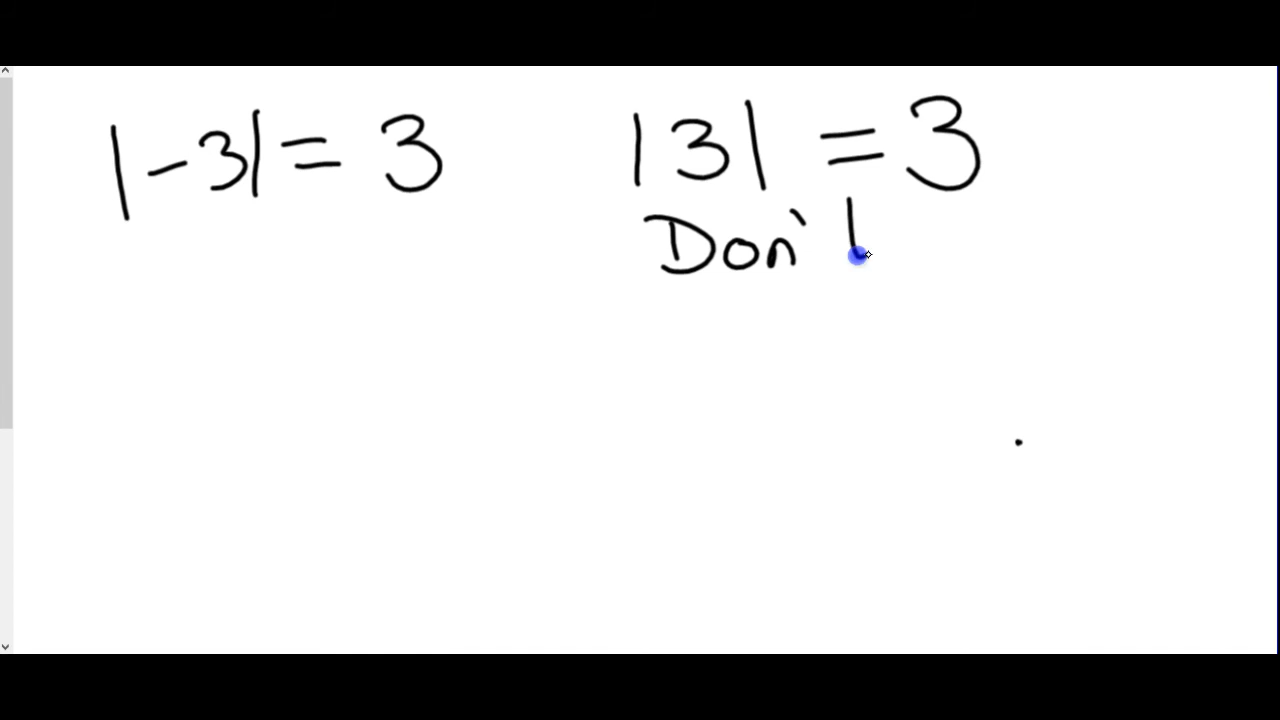 |-3| = 3 |3| = 3
Don't